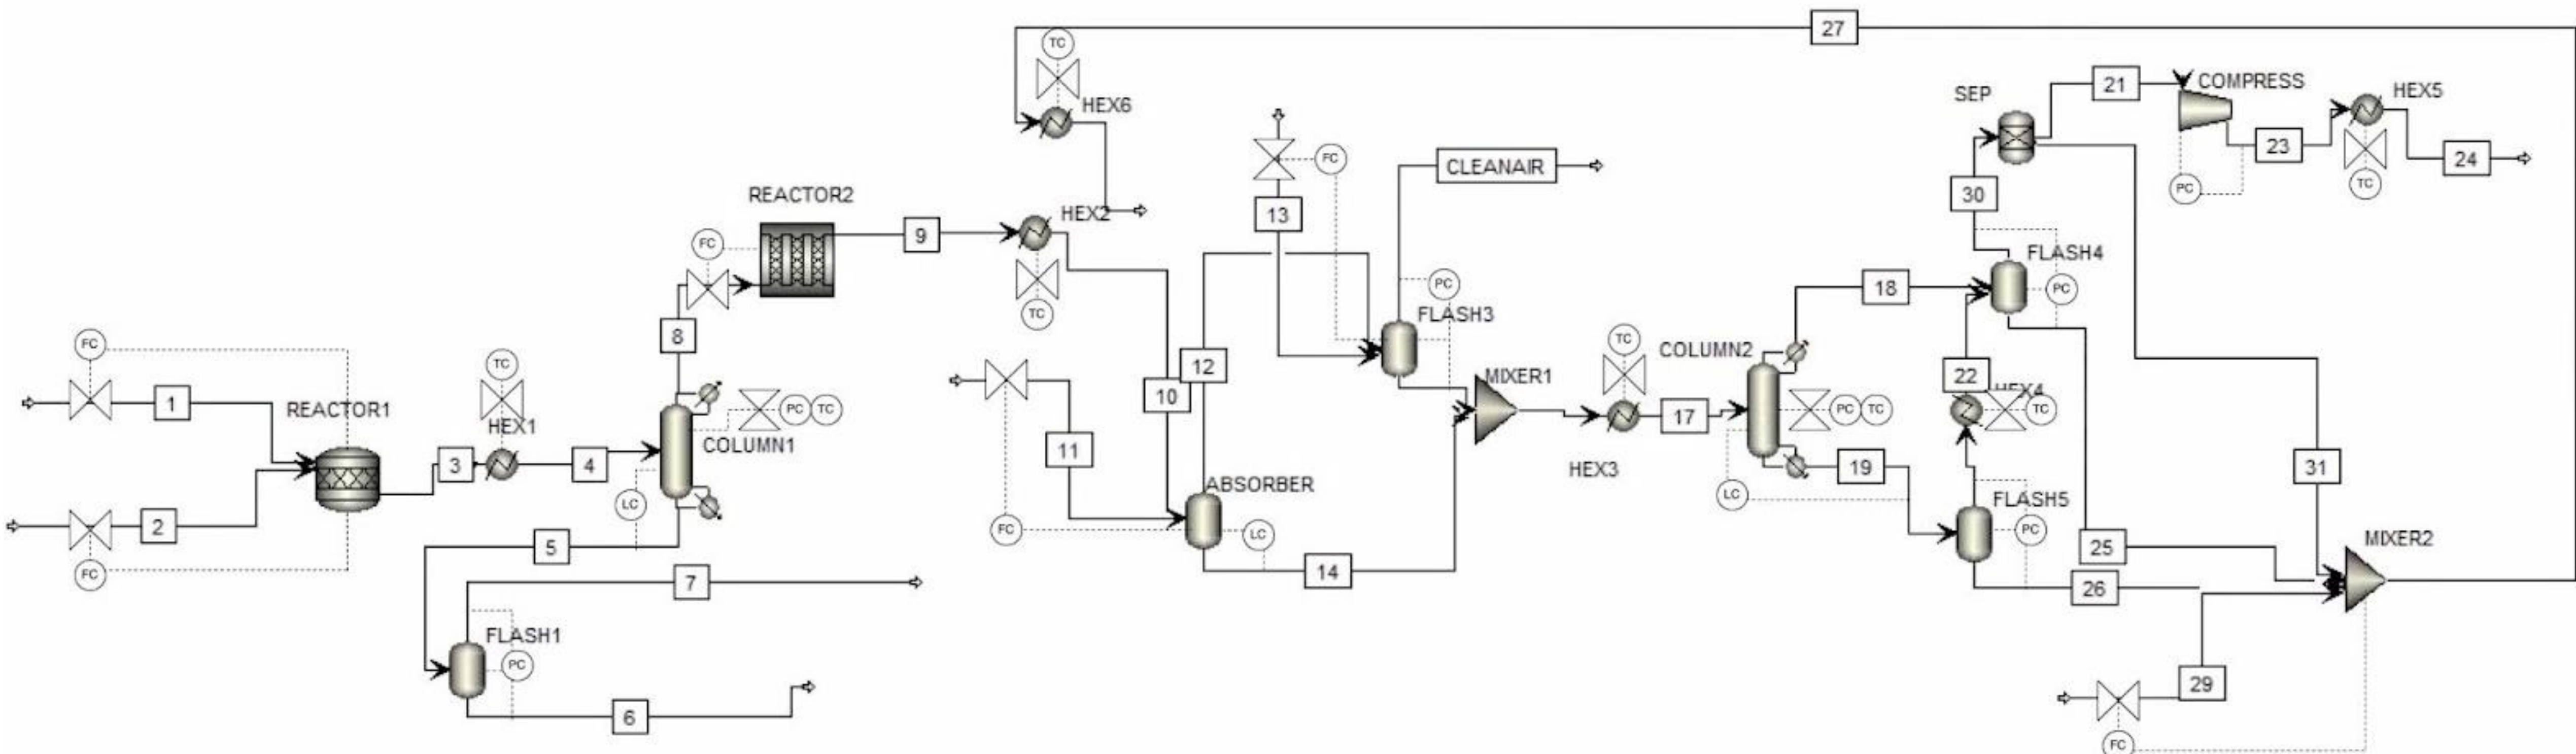 27
TC
HEX6
SEP
21
COMPRESS
HEX5
23
24
PC
TC
30
13
FC
CLEANAIR
REACTOR2
FC
9
HEX2
TC
8
12
10
PC
FLASH3
18
FLASH4
PC
FC
1
REACTOR1
2
FC
TC
HEX1
3
4
PC
TC
COLUMN1
LC
5
7
FLASH1
PC
6
11
ABSORBER
FC
LC
14
MIXER1
TC
HEX3
17
COLUMN2
PC
TC
LC
19
22
HEX4
TC
FLASH5
PC
25
26
31
MIXER2
29
FC